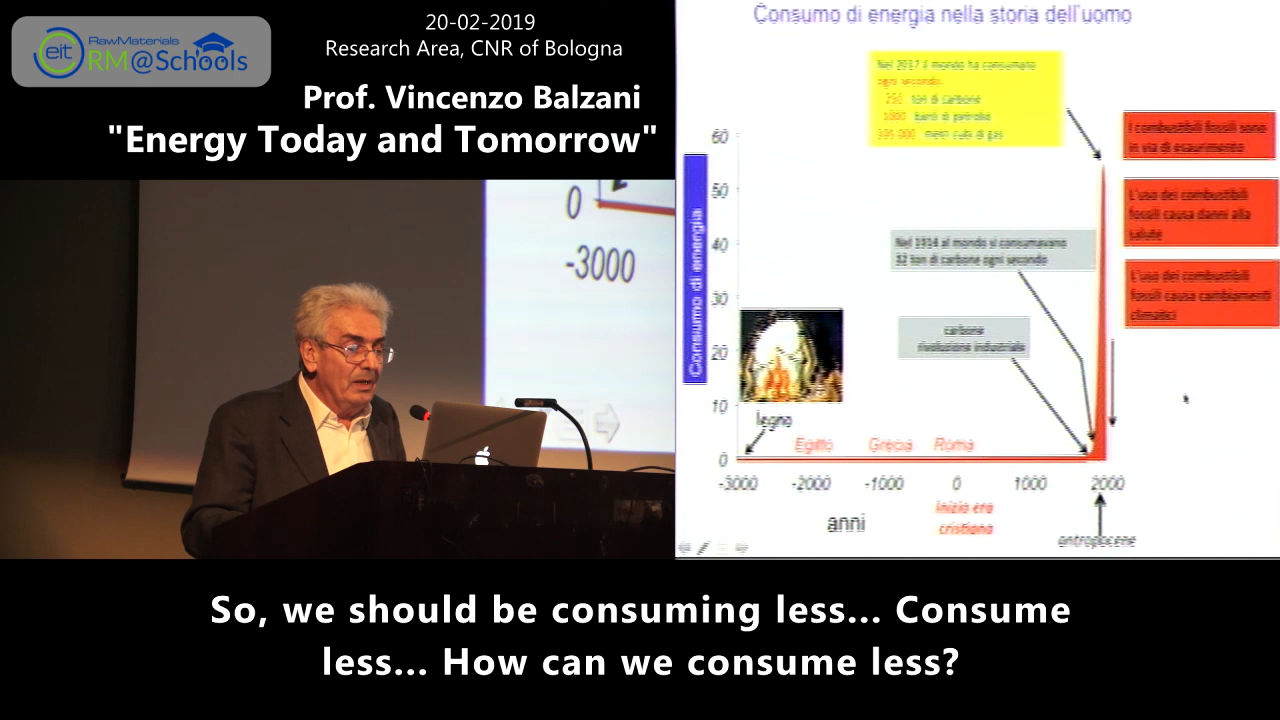 20-02-2019
Research Area, CNR of Bologna
eit RawMaterials
RM@Schools
Prof. Vincenzo Balzani
"Energy Today and Tomorrow"
0
-3000
Consumo di energia nella storia dell'uomo
Nel 2017 il mondo ha consumato
ogni secondo:
250 ton di carbone
1000 barili di petrolio
105 000 metri cubi di gas
I combustibili fossili sono
in via di esaurimento
L'uso dei combustibili
fossili causa danni alla
salute
L'uso dei combustibili
fossili causa cambiamenti
climatici
Nel 1914 al mondo si consumavano
32 ton di carbone ogni secondo
carbone
rivoluzione industriale
Consumo di energia
60
50
40
30
20
10
0
legno
Egitto Grecia Roma
-3000 -2000 -1000 0 1000 2000
anni
Inizio era
cristiana
antropocene
So, we should be consuming less... Consume
less... How can we consume less?